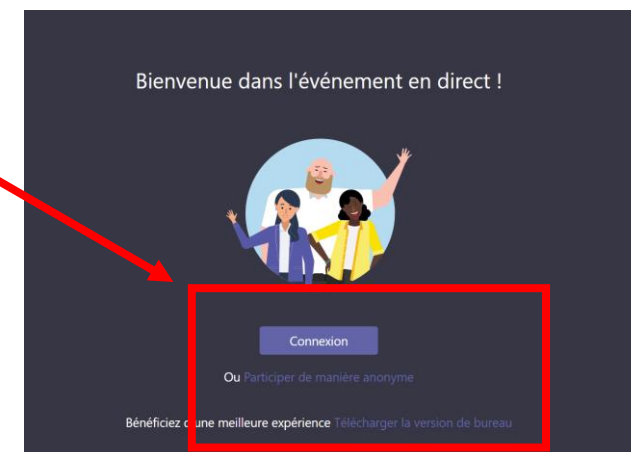 Bienvenue dans l'événement en direct !
Connexion
Ou Participer de manière anonyme
Bénéficiez d'une meilleure expérience Télécharger la version de bureau